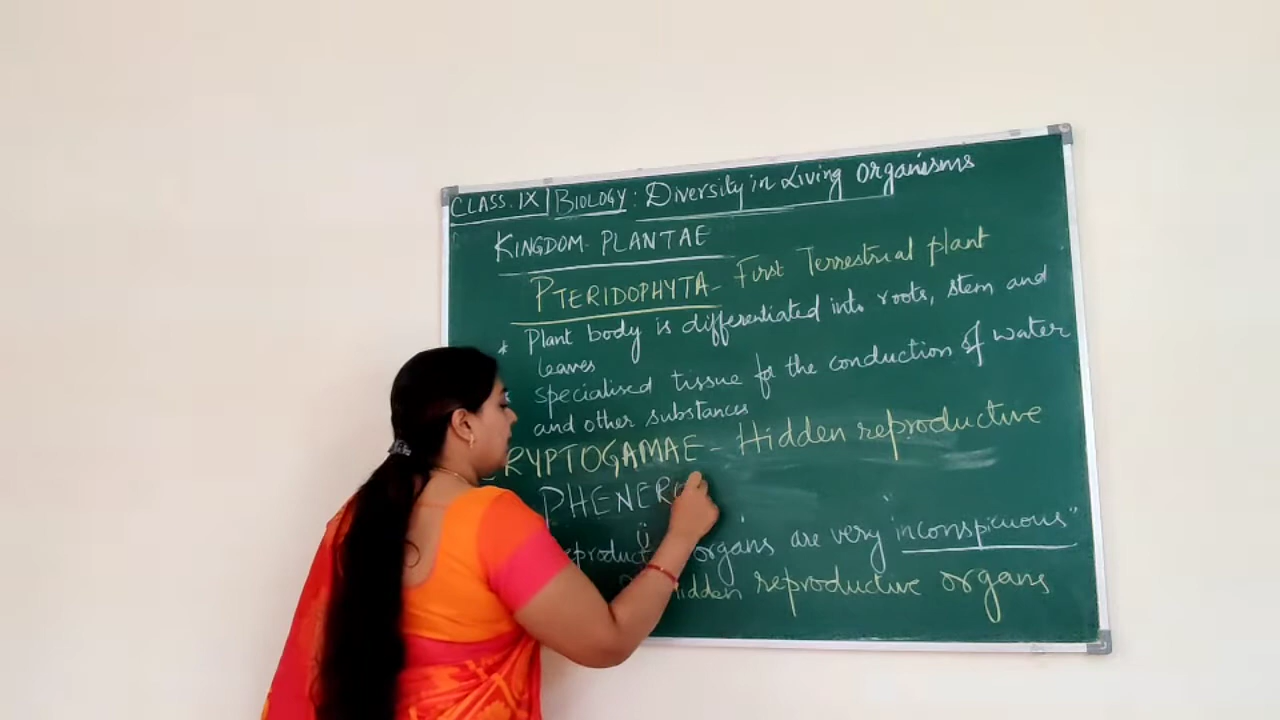 CLASS. IX | BIOLOGY : Diversity in Living Organisms
KINGDOM PLANTAE
PTERIDOPHYTA - First Terrestrial plant
* Plant body is differentiated into roots, stem and
leaves
* specialised tissue for the conduction of water
and other substances
RYPTOGAMAE - Hidden reproductive
PHENERO
organs are very "inconspicuous"
hidden reproductive organs